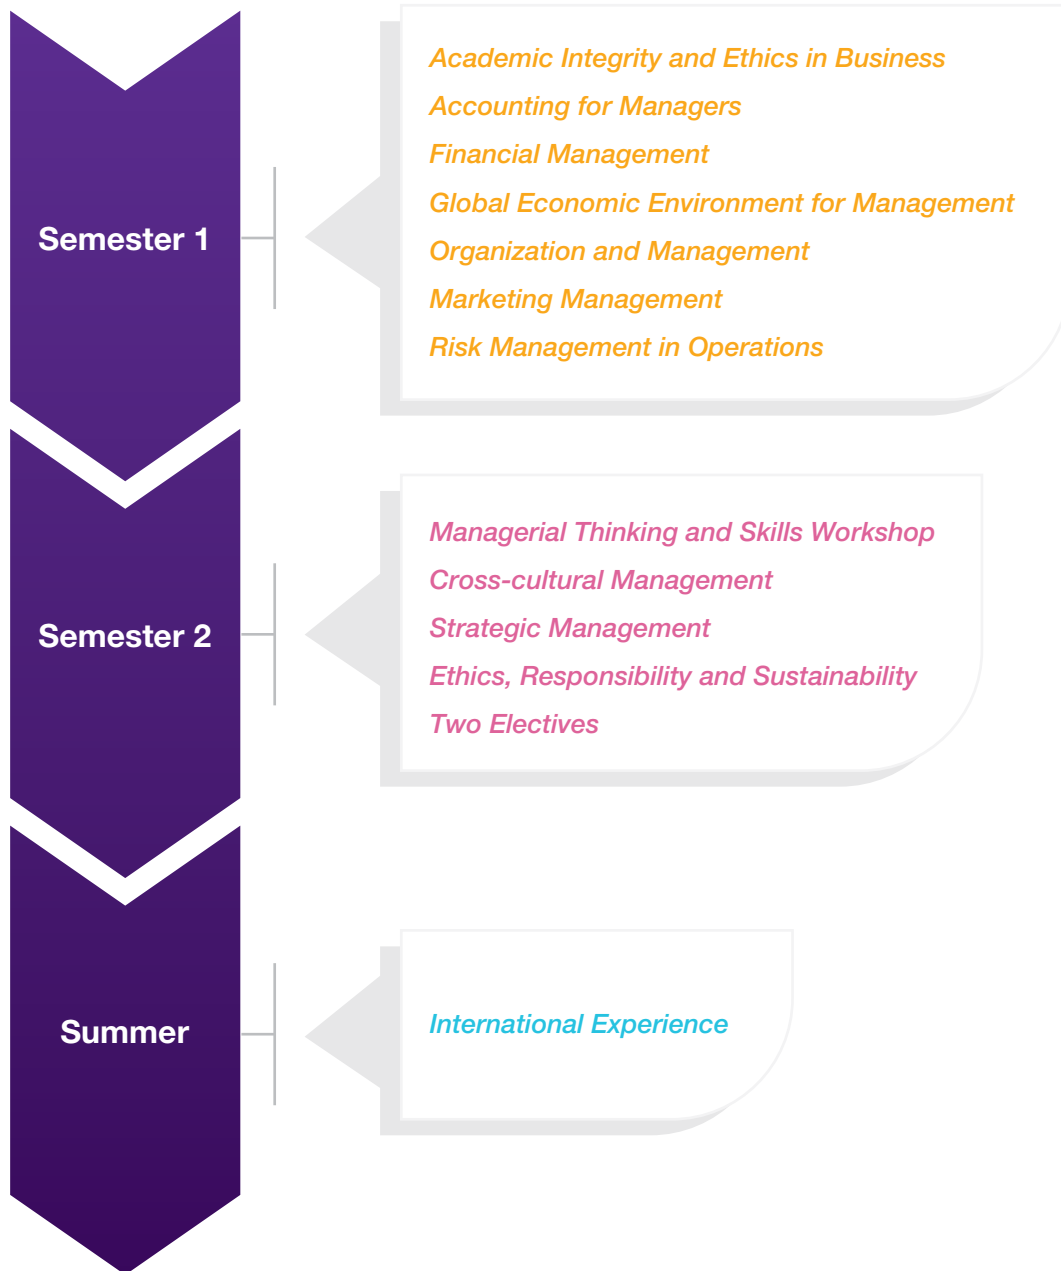 Semester 1
Academic Integrity and Ethics in Business
Accounting for Managers
Financial Management
Global Economic Environment for Management
Organization and Management
Marketing Management
Risk Management in Operations
Semester 2
Managerial Thinking and Skills Workshop
Cross-cultural Management
Strategic Management
Ethics, Responsibility and Sustainability
Two Electives
Summer
International Experience